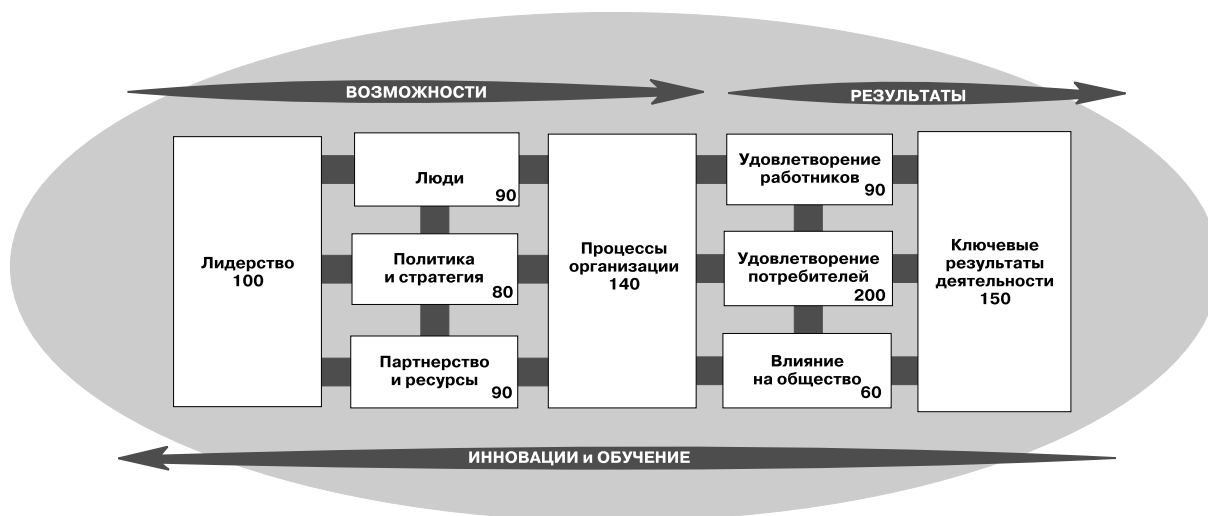 ВОЗМОЖНОСТИ
РЕЗУЛЬТАТЫ
Лидерство
100
Люди
90
Политика
и стратегия
80
Партнерство
и ресурсы
90
Процессы
организации
140
Удовлетворение
работников
90
Удовлетворение
потребителей
200
Влияние
на общество
60
Ключевые
результаты
деятельности
150
ИННОВАЦИИ и ОБУЧЕНИЕ